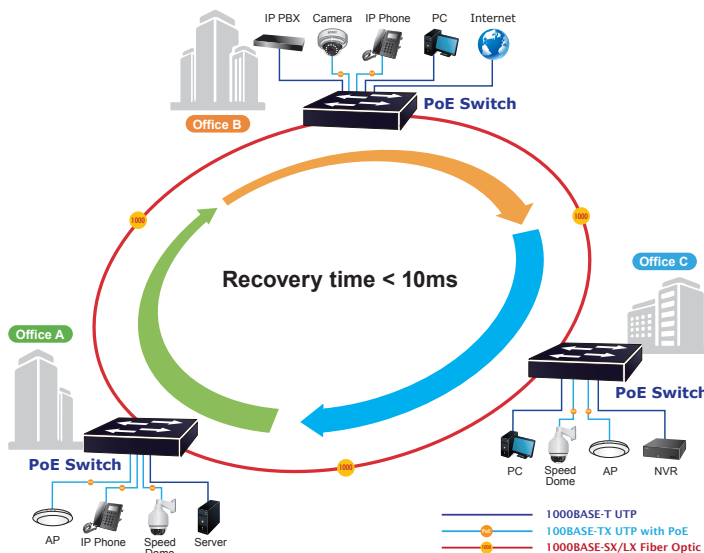 IP PBX
Camera
IP Phone
PC
Internet
PoE Switch
Office B
1000
1000
Recovery time < 10ms
Office C
Office A
PoE Switch
PoE Switch
PC
Speed
Dome
AP
NVR
1000
AP
IP Phone
Speed
Dome
Server
1000BASE-T UTP
PoE
100BASE-TX UTP with PoE
1000
1000BASE-SX/LX Fiber Optic